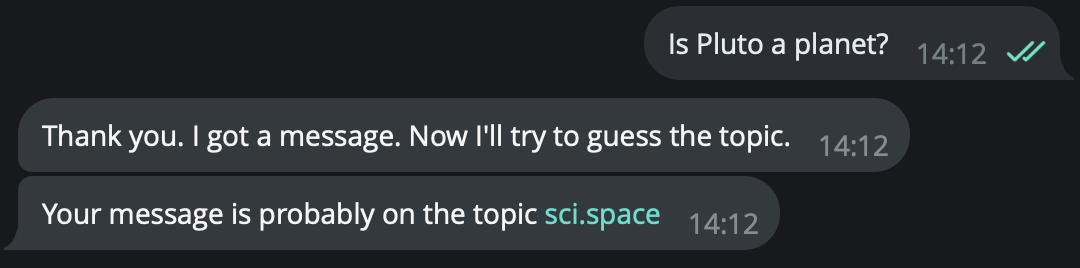 Is Pluto a planet? 14:12
Thank you. I got a message. Now I'll try to guess the topic. 14:12
Your message is probably on the topic sci.space 14:12